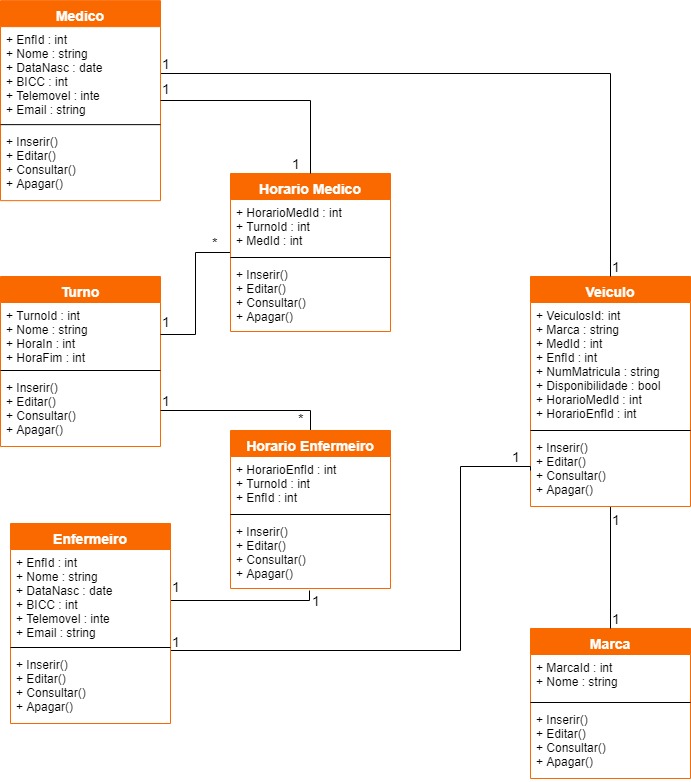 Medico
+ EnfId : int
+ Nome : string
+ DataNasc : date
+ BICC : int
+ Telemovel : inte
+ Email : string
+ Inserir()
+ Editar()
+ Consultar()
+ Apagar()
1
1
1
Horario Medico
+ HorarioMedId : int
+ TurnoId : int
+ MedId : int
+ Inserir()
+ Editar()
+ Consultar()
+ Apagar()
*
1
Turno
+ TurnoId : int
+ Nome : string
+ HoraIn : int
+ HoraFim : int
+ Inserir()
+ Editar()
+ Consultar()
+ Apagar()
1
1
Veiculo
+ VeiculosId: int
+ Marca : string
+ MedId : int
+ EnfId : int
+ NumMatricula : string
+ Disponibilidade : bool
+ HorarioMedId : int
+ HorarioEnfId : int
+ Inserir()
+ Editar()
+ Consultar()
+ Apagar()
1
*
Horario Enfermeiro
+ HorarioEnfId : int
+ TurnoId : int
+ EnfId : int
+ Inserir()
+ Editar()
+ Consultar()
+ Apagar()
1
Enfermeiro
+ EnfId : int
+ Nome : string
+ DataNasc : date
+ BICC : int
+ Telemovel : inte
+ Email : string
+ Inserir()
+ Editar()
+ Consultar()
+ Apagar()
1
1
1
1
Marca
+ MarcaId : int
+ Nome : string
+ Inserir()
+ Editar()
+ Consultar()
+ Apagar()